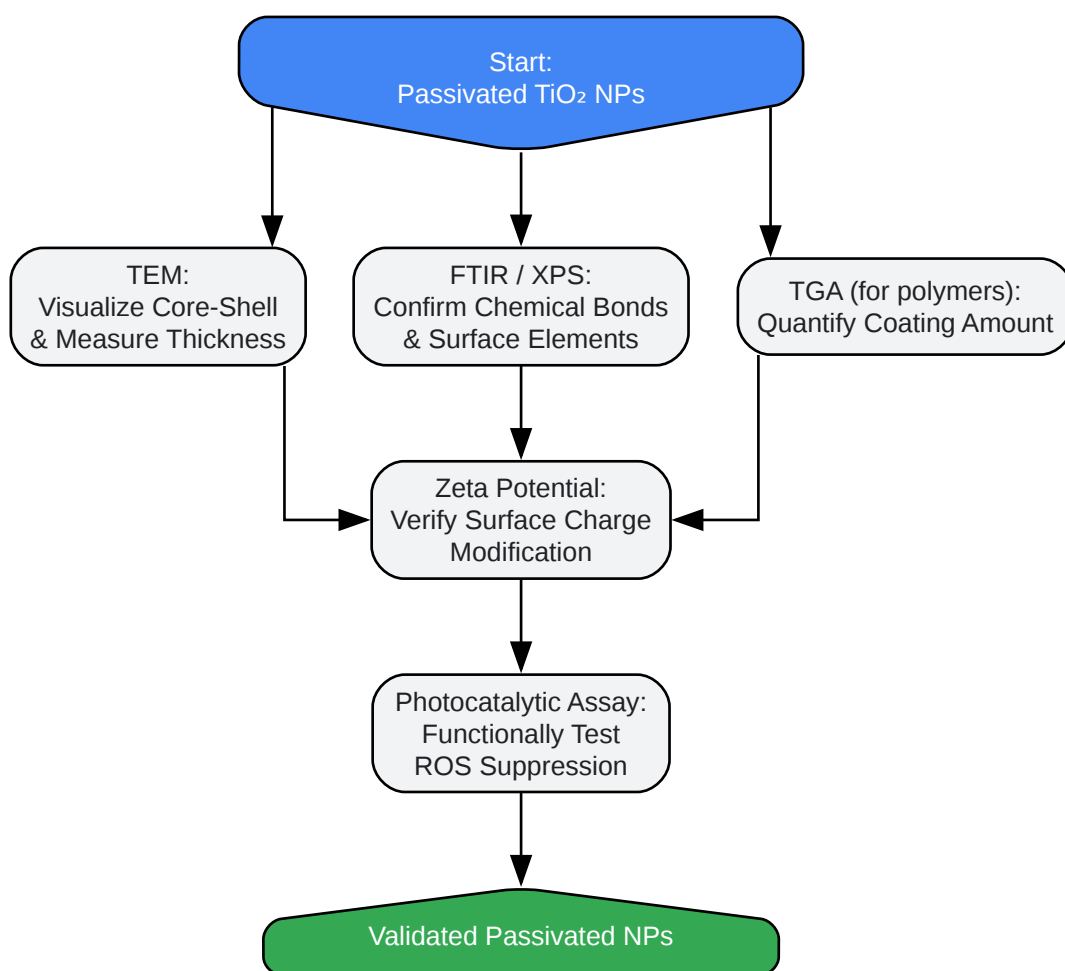 Start:
Passivated TiO₂ NPs
TEM:
Visualize Core-Shell
& Measure Thickness
FTIR / XPS:
Confirm Chemical Bonds
& Surface Elements
TGA (for polymers):
Quantify Coating Amount
Zeta Potential:
Verify Surface Charge
Modification
Photocatalytic Assay:
Functionally Test
ROS Suppression
Validated Passivated NPs